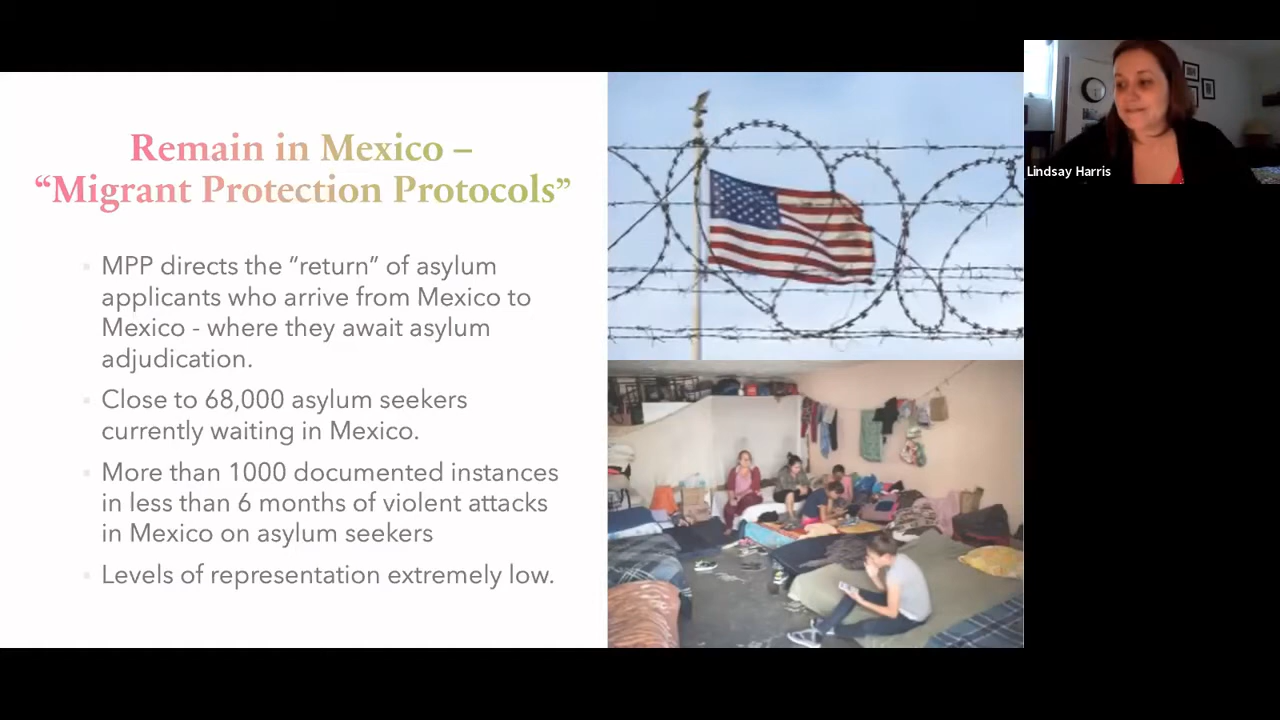 Remain in Mexico –
“Migrant Protection Protocols”
MPP directs the “return” of asylum
applicants who arrive from Mexico to
Mexico - where they await asylum
adjudication.
Close to 68,000 asylum seekers
currently waiting in Mexico.
More than 1000 documented instances
in less than 6 months of violent attacks
in Mexico on asylum seekers
Levels of representation extremely low.
Lindsay Harris